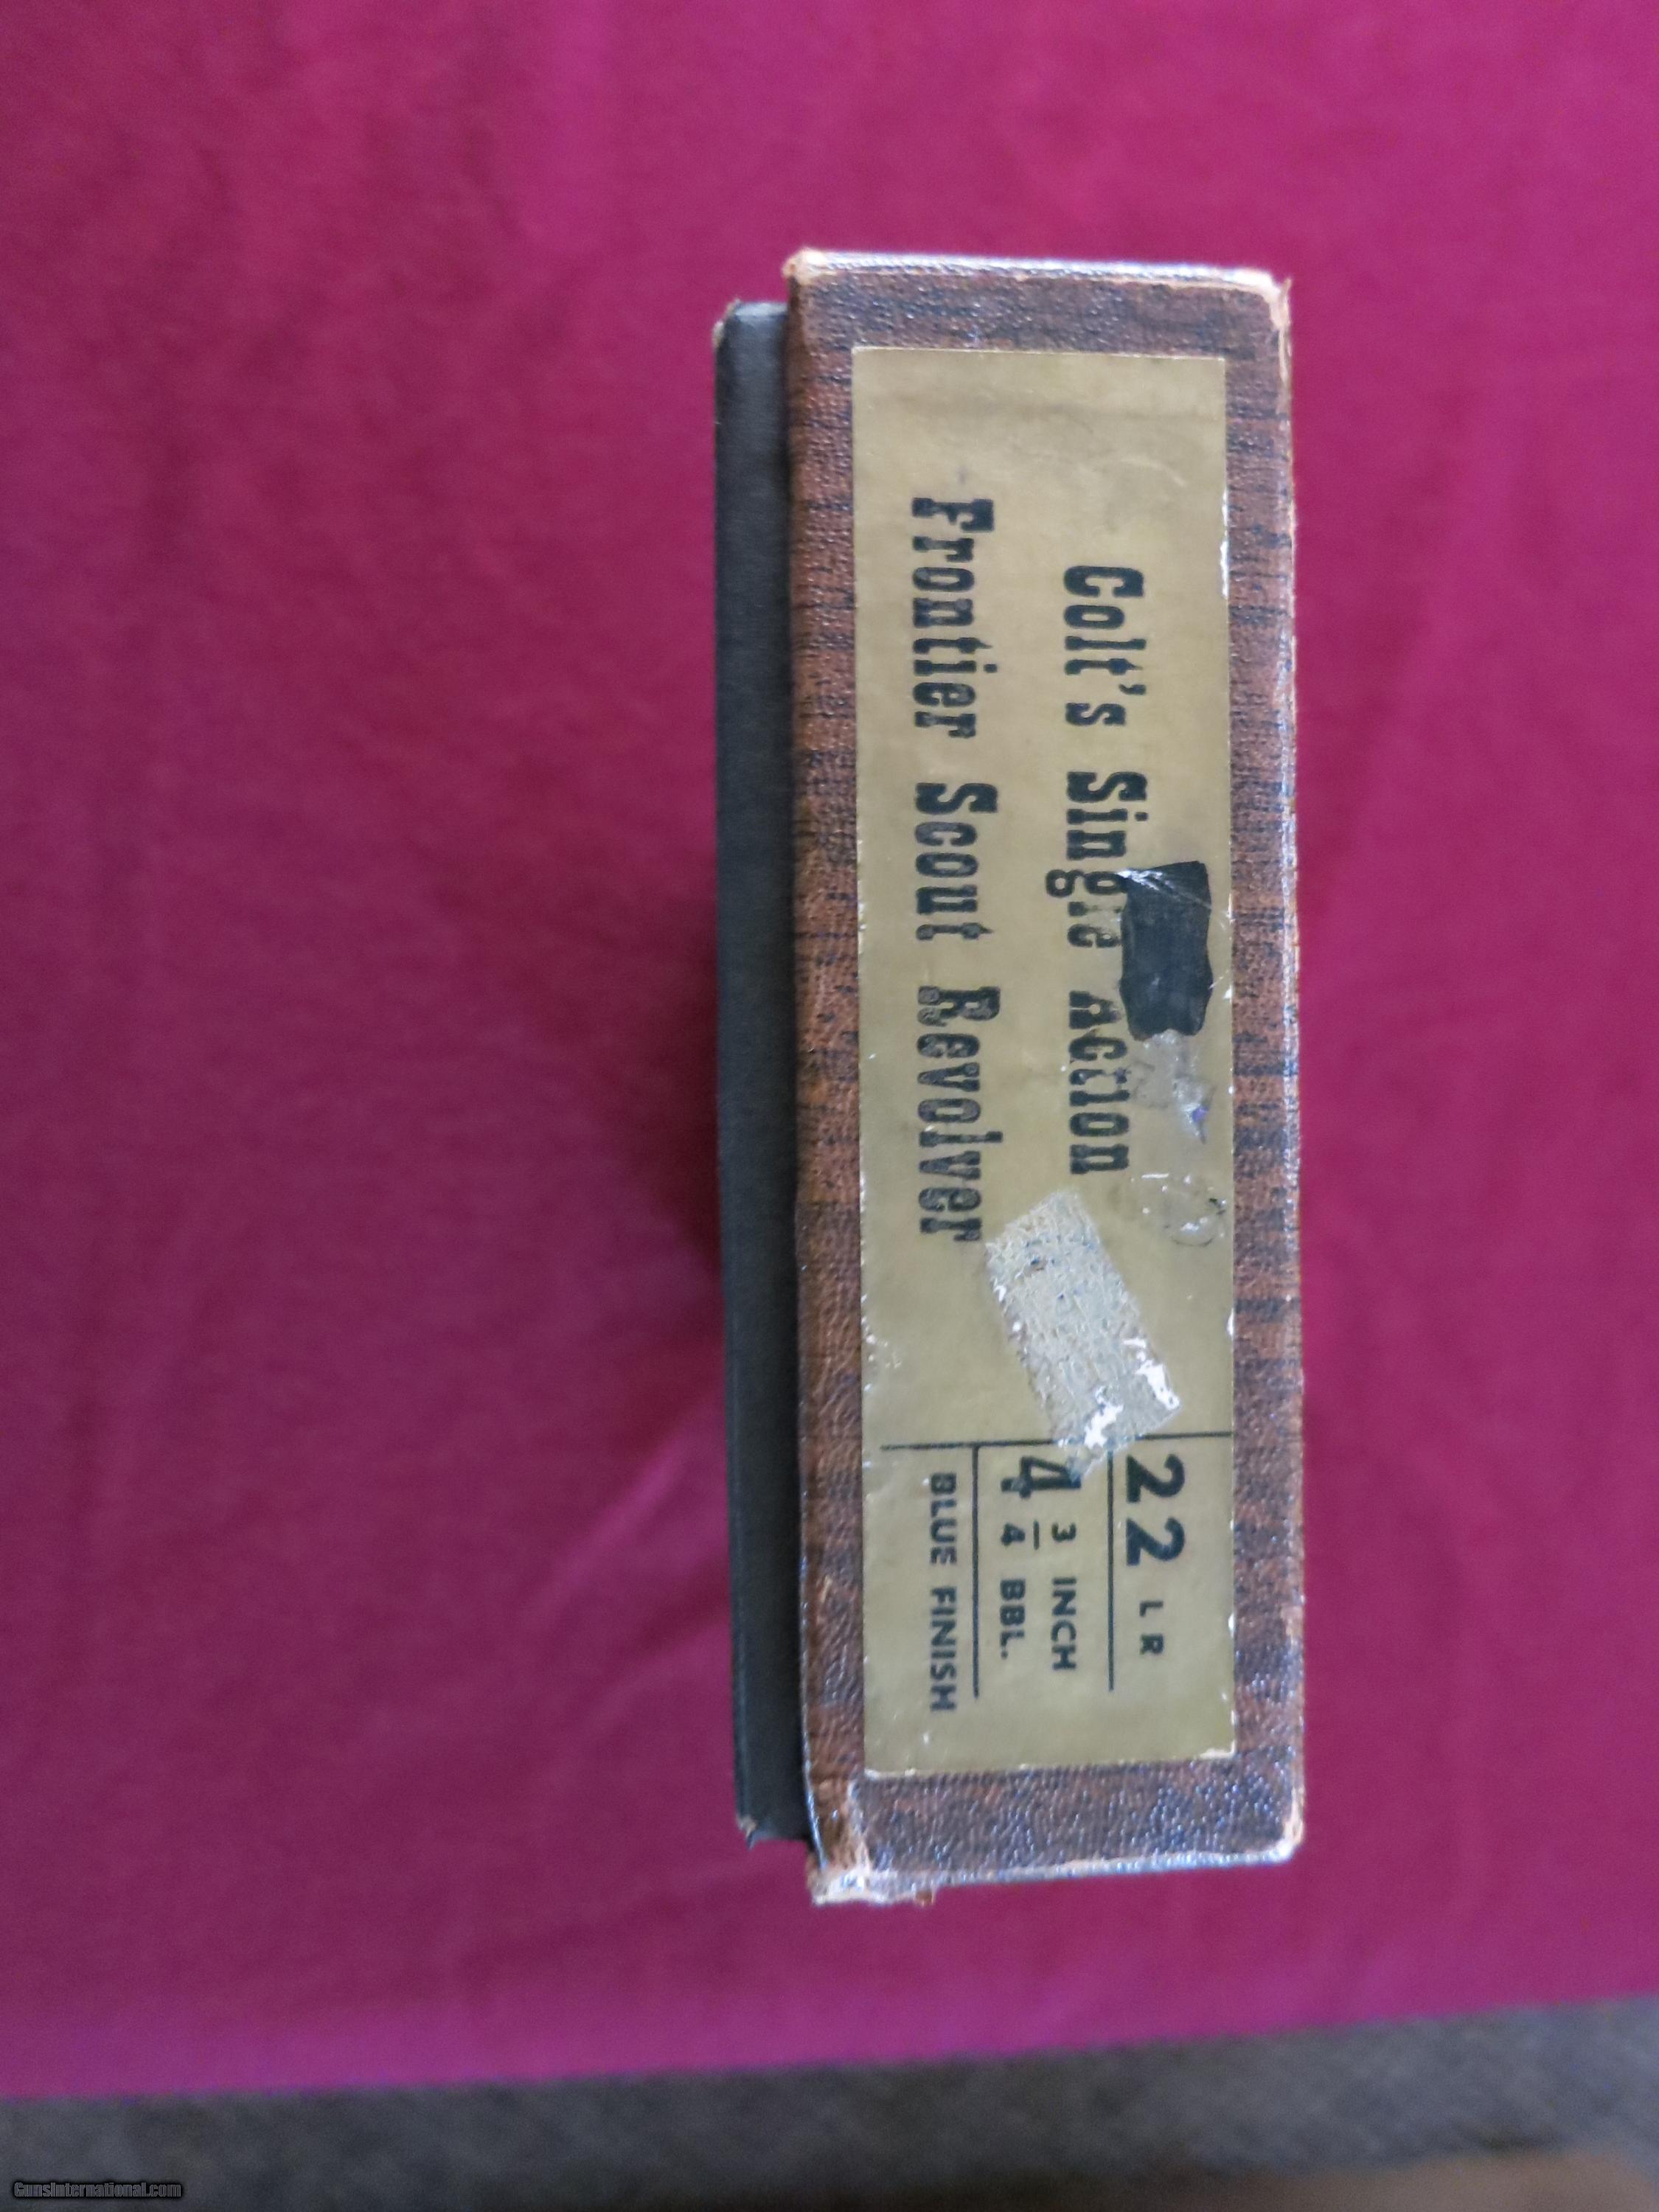 Colt's Single Action
Frontier Scout Revolver
22 LR
4 3/4 INCH BBL.
BLUE FINISH
GunsInternational.com